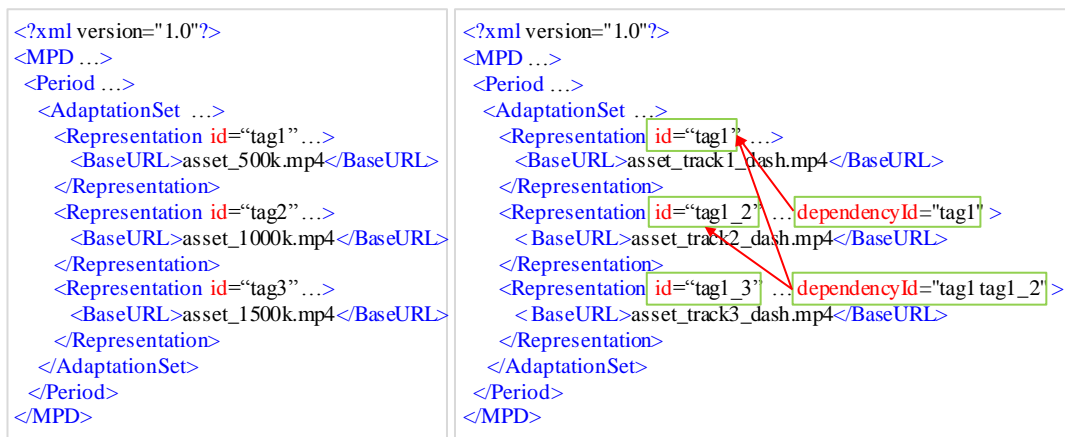 <?xml version="1.0"?>
<MPD …>
<Period …>
<AdaptationSet …>
<Representation id=“tag1”…>
<BaseURL>asset_500k.mp4</BaseURL>
</Representation>
<Representation id=“tag2”…>
<BaseURL>asset_1000k.mp4</BaseURL>
</Representation>
<Representation id=“tag3”…>
<BaseURL>asset_1500k.mp4</BaseURL>
</Representation>
</AdaptationSet>
</Period>
</MPD>
<?xml version="1.0"?>
<MPD …>
<Period …>
<AdaptationSet …>
<Representation id=“tag1” …>
<BaseURL>asset_track1_dash.mp4</BaseURL>
</Representation>
<Representation id=“tag1_2” … dependencyId="tag1" >
<BaseURL>asset_track2_dash.mp4</BaseURL>
</Representation>
<Representation id=“tag1_3” … dependencyId="tag1 tag1_2" >
<BaseURL>asset_track3_dash.mp4</BaseURL>
</Representation>
</AdaptationSet>
</Period>
</MPD>